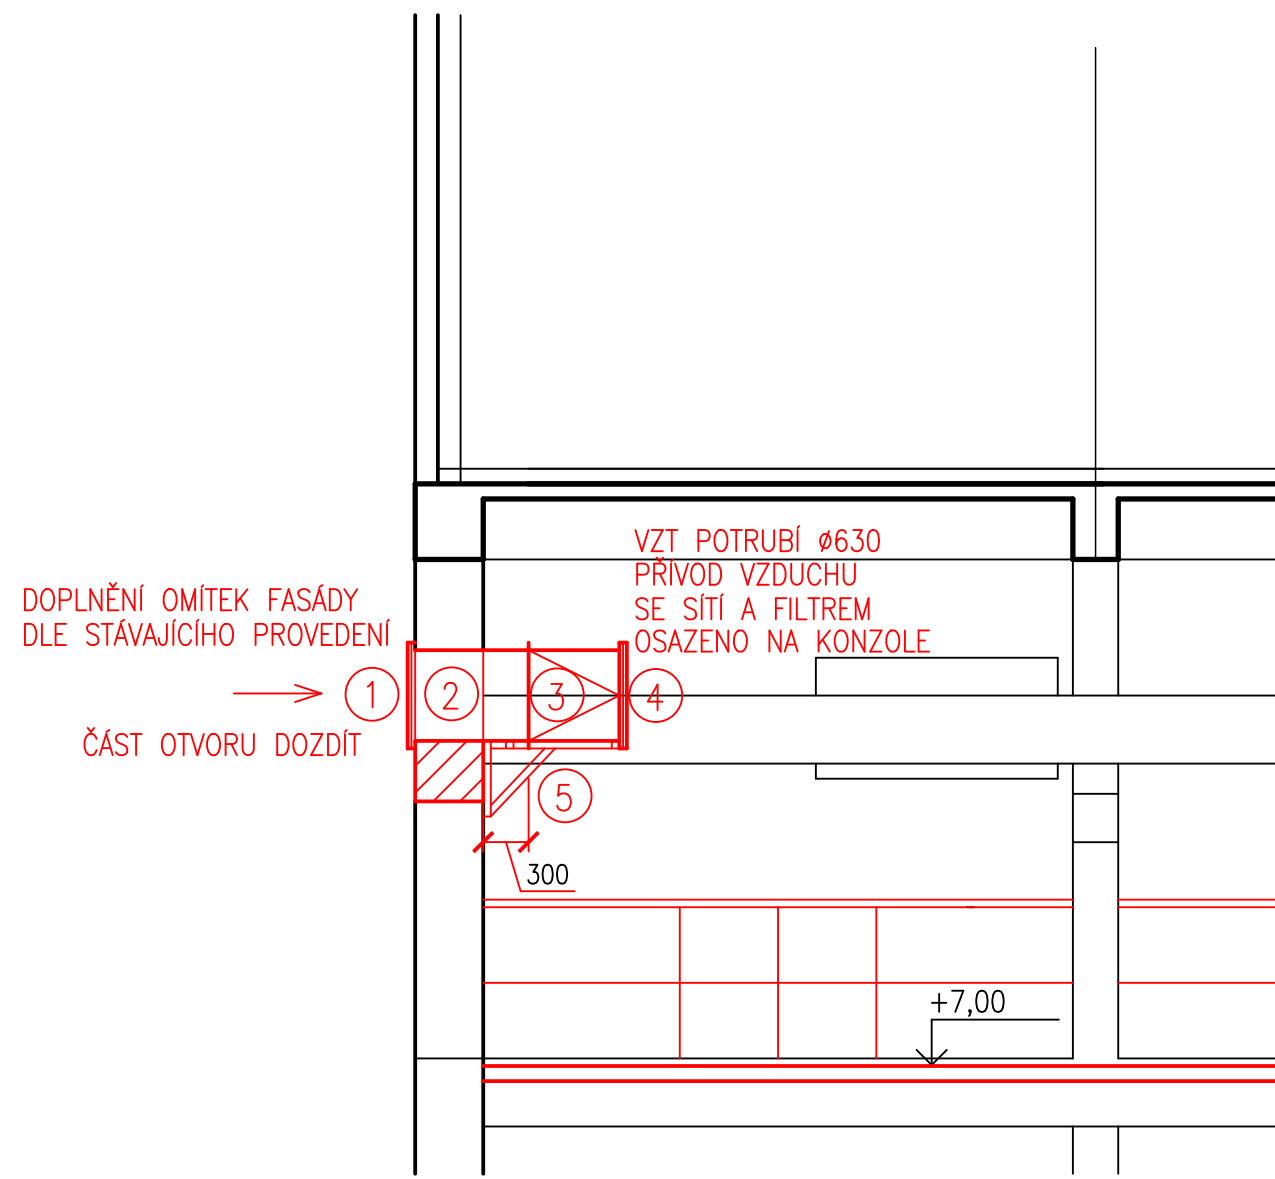 VZT POTRUBÍ ø630
PŘÍVOD VZDUCHU
SE SÍTÍ A FILTREM
OSAZENO NA KONZOLE
DOPLNĚNÍ OMÍTEK FASÁDY
DLE STÁVAJÍCÍHO PROVEDENÍ
1 2 3 4
ČÁST OTVORU DOZDÍT
5
300
+7,00